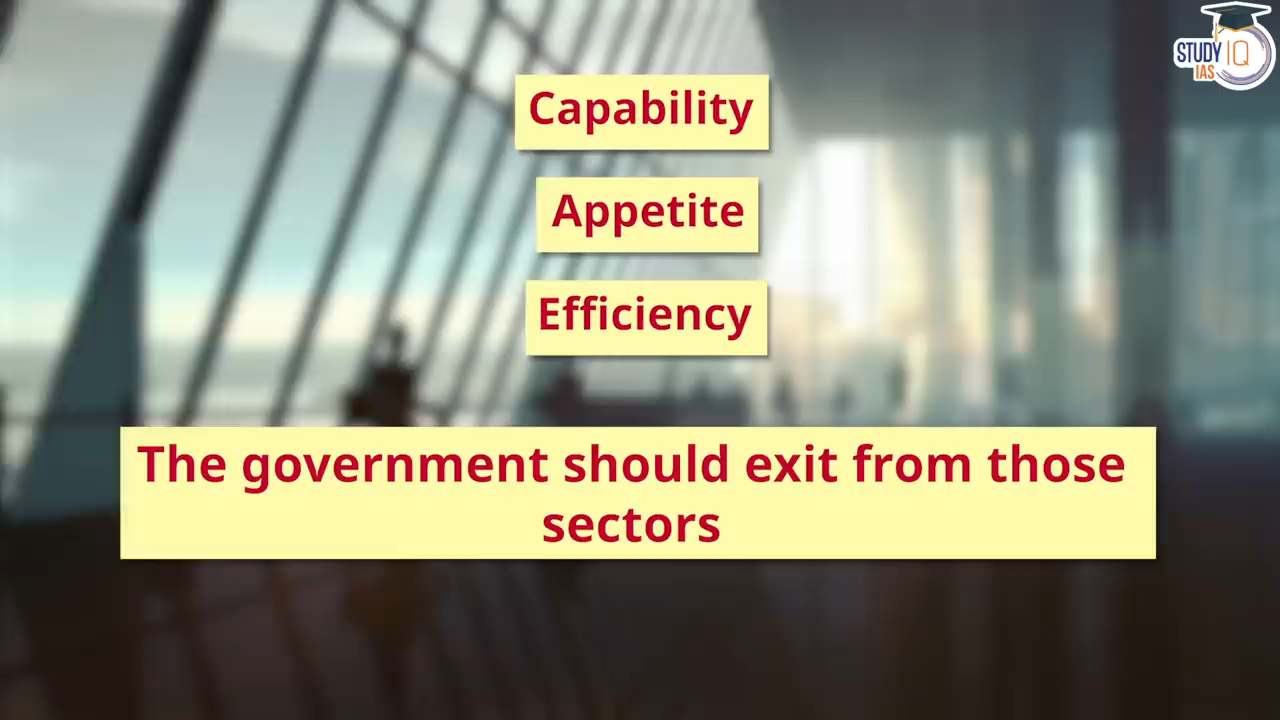 STUDY IQ
IAS
Capability
Appetite
Efficiency
The government should exit from those
sectors